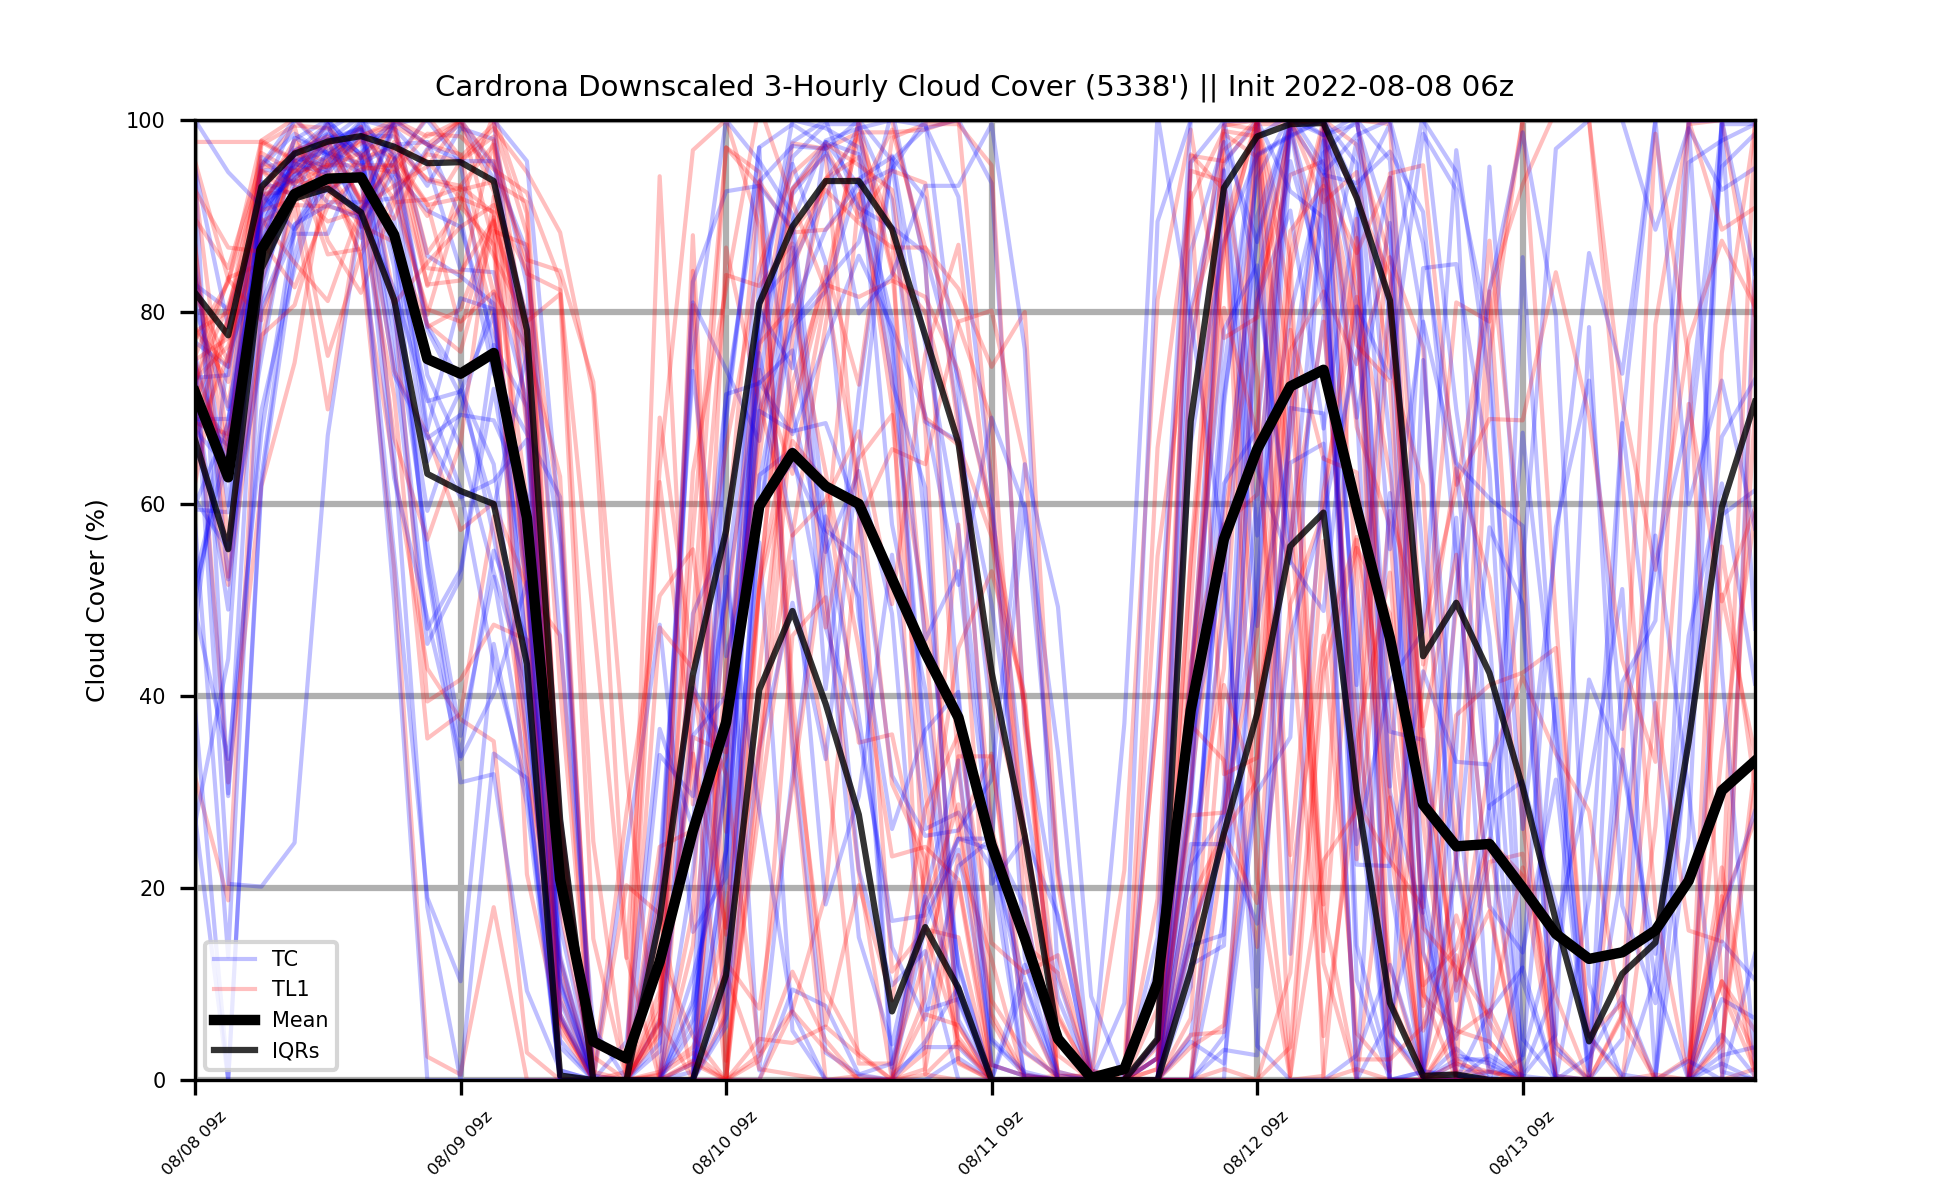 Cardrona Downscaled 3-Hourly Cloud Cover (5338') || Init 2022-08-08 06z
Cloud Cover (%)
100
80
60
40
20
0
TC
TL1
Mean
IQRs
08/08 09z
08/09 09z
08/10 09z
08/11 09z
08/12 09z
08/13 09z